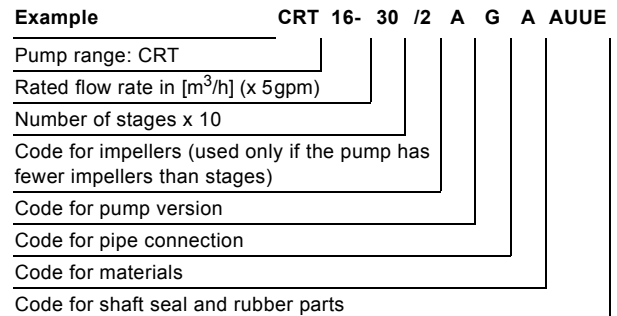 Example CRT 16- 30 /2 A G A AUUE
Pump range: CRT
Rated flow rate in [m³/h] (x 5gpm)
Number of stages x 10
Code for impellers (used only if the pump has
fewer impellers than stages)
Code for pump version
Code for pipe connection
Code for materials
Code for shaft seal and rubber parts